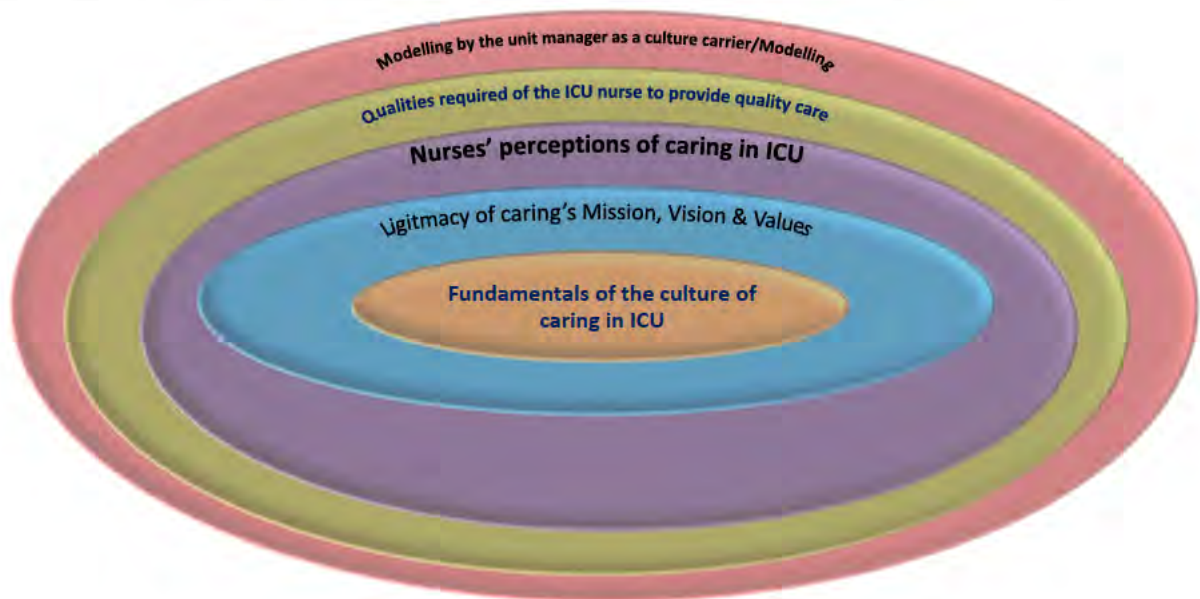 Modelling by the unit manager as a culture carrier/Modelling
Qualities required of the ICU nurse to provide quality care
Nurses’ perceptions of caring in ICU
Ligitmacy of caring’s Mission, Vision & Values
Fundamentals of the culture of
caring in ICU